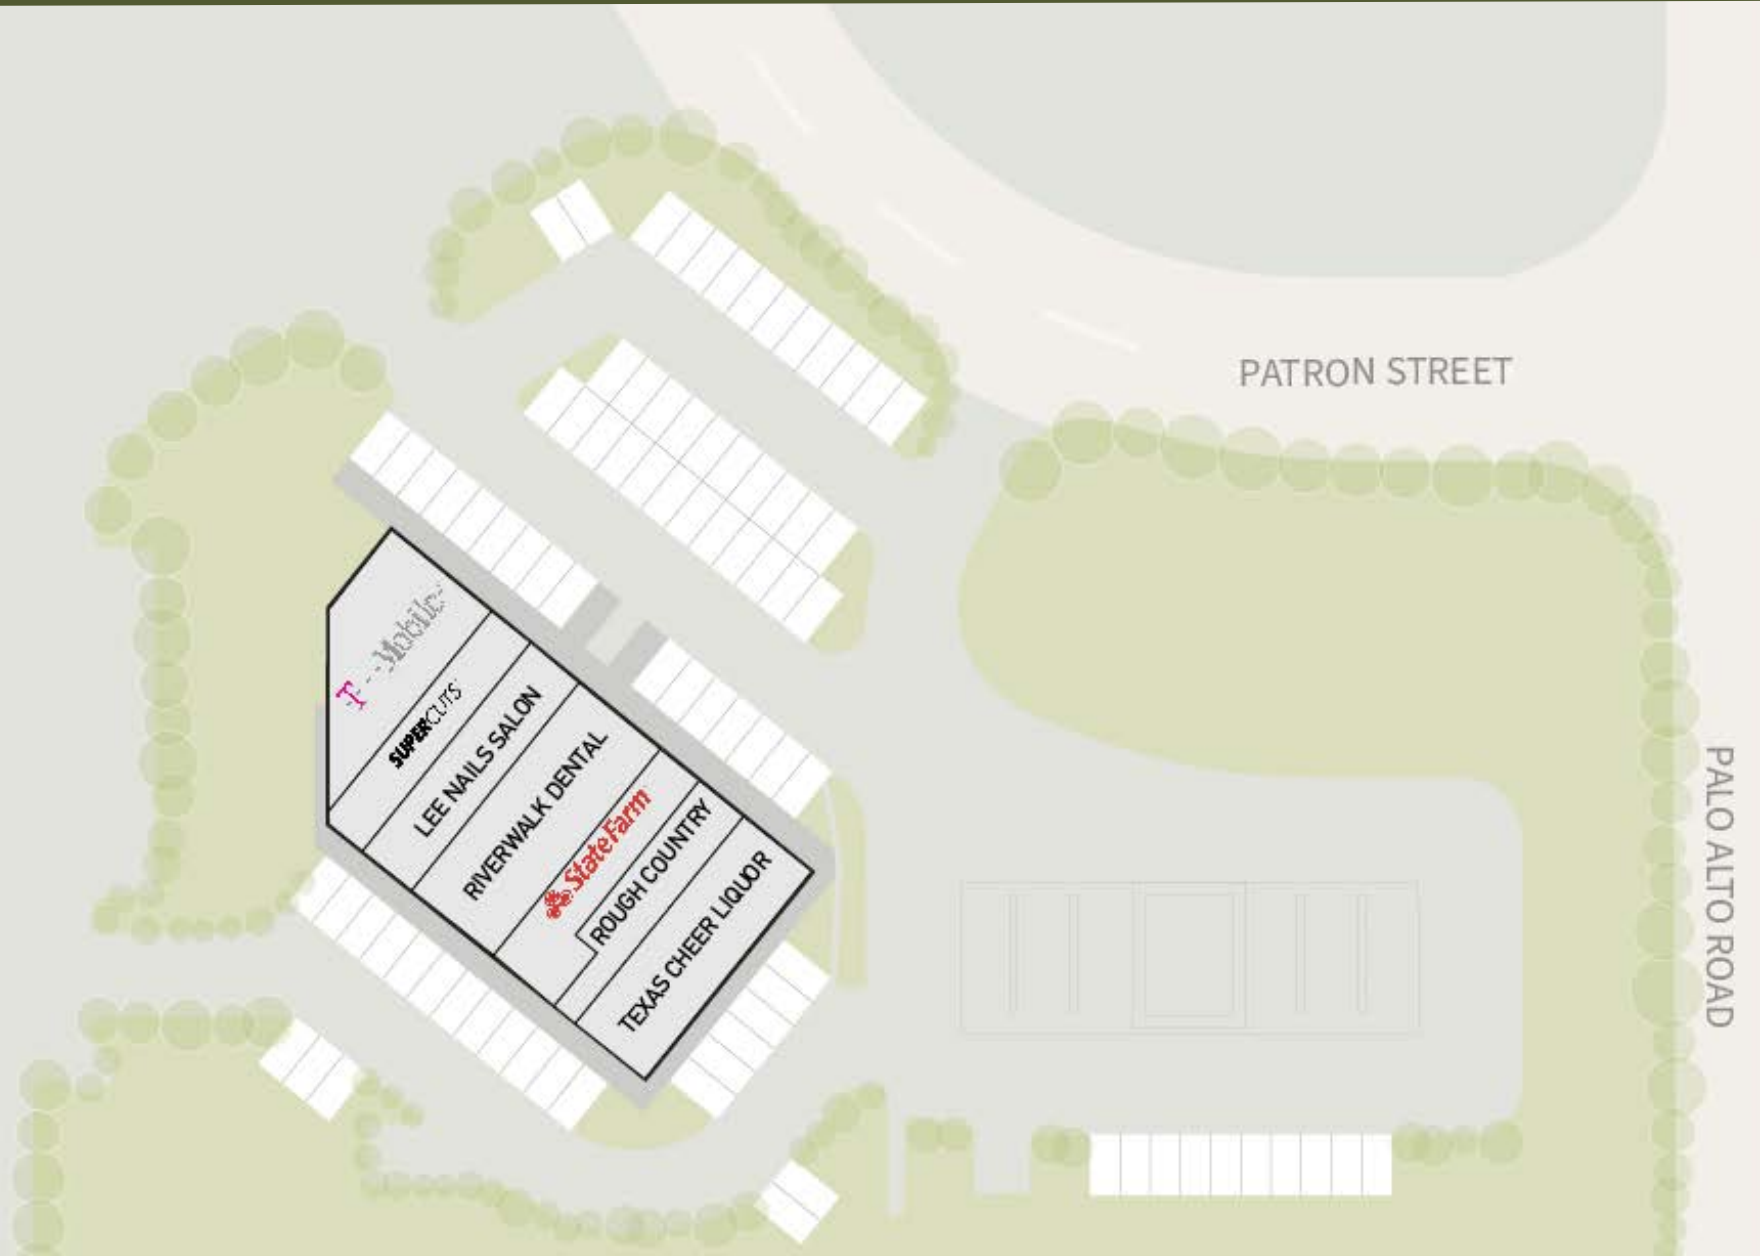 PATRON STREET
T-Mobile
SUPERCUTS
LEE NAILS SALON
RIVERWALK DENTAL
StateFarm
ROUGH COUNTRY
TEXAS CHEER LIQUOR
PALO ALTO ROAD